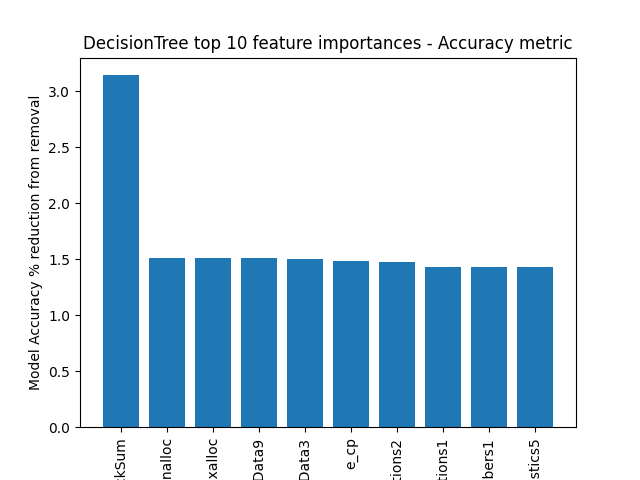 DecisionTree top 10 feature importances - Accuracy metric
Model Accuracy % reduction from removal
3.0
2.5
2.0
1.5
1.0
0.5
0.0
kSum
nalloc
xalloc
Data9
Data3
e_cp
tions2
tions1
bers1
stics5